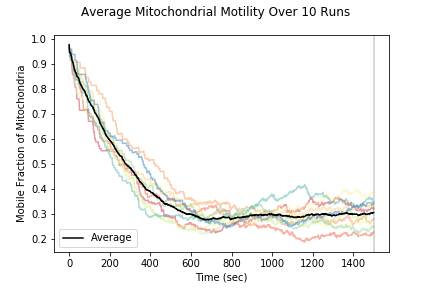 Average Mitochondrial Motility Over 10 Runs
Mobile Fraction of Mitochondria
1.0
0.9
0.8
0.7
0.6
0.5
0.4
0.3
0.2
Average
0 200 400 600 800 1000 1200 1400
Time (sec)